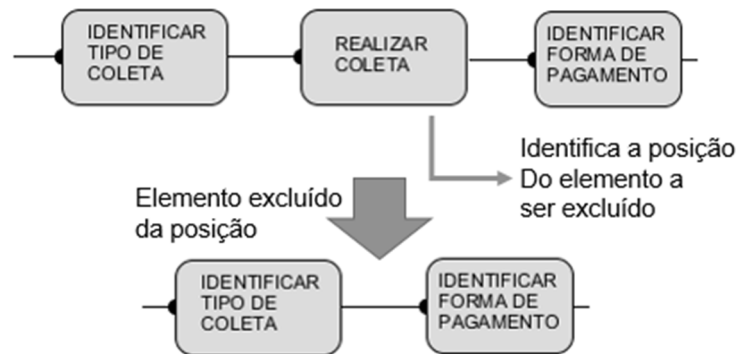 IDENTIFICAR
TIPO DE
COLETA
REALIZAR
COLETA
IDENTIFICAR
FORMA DE
PAGAMENTO
Identifica a posição
Do elemento a
ser excluído
Elemento excluído
da posição
IDENTIFICAR
TIPO DE
COLETA
IDENTIFICAR
FORMA DE
PAGAMENTO